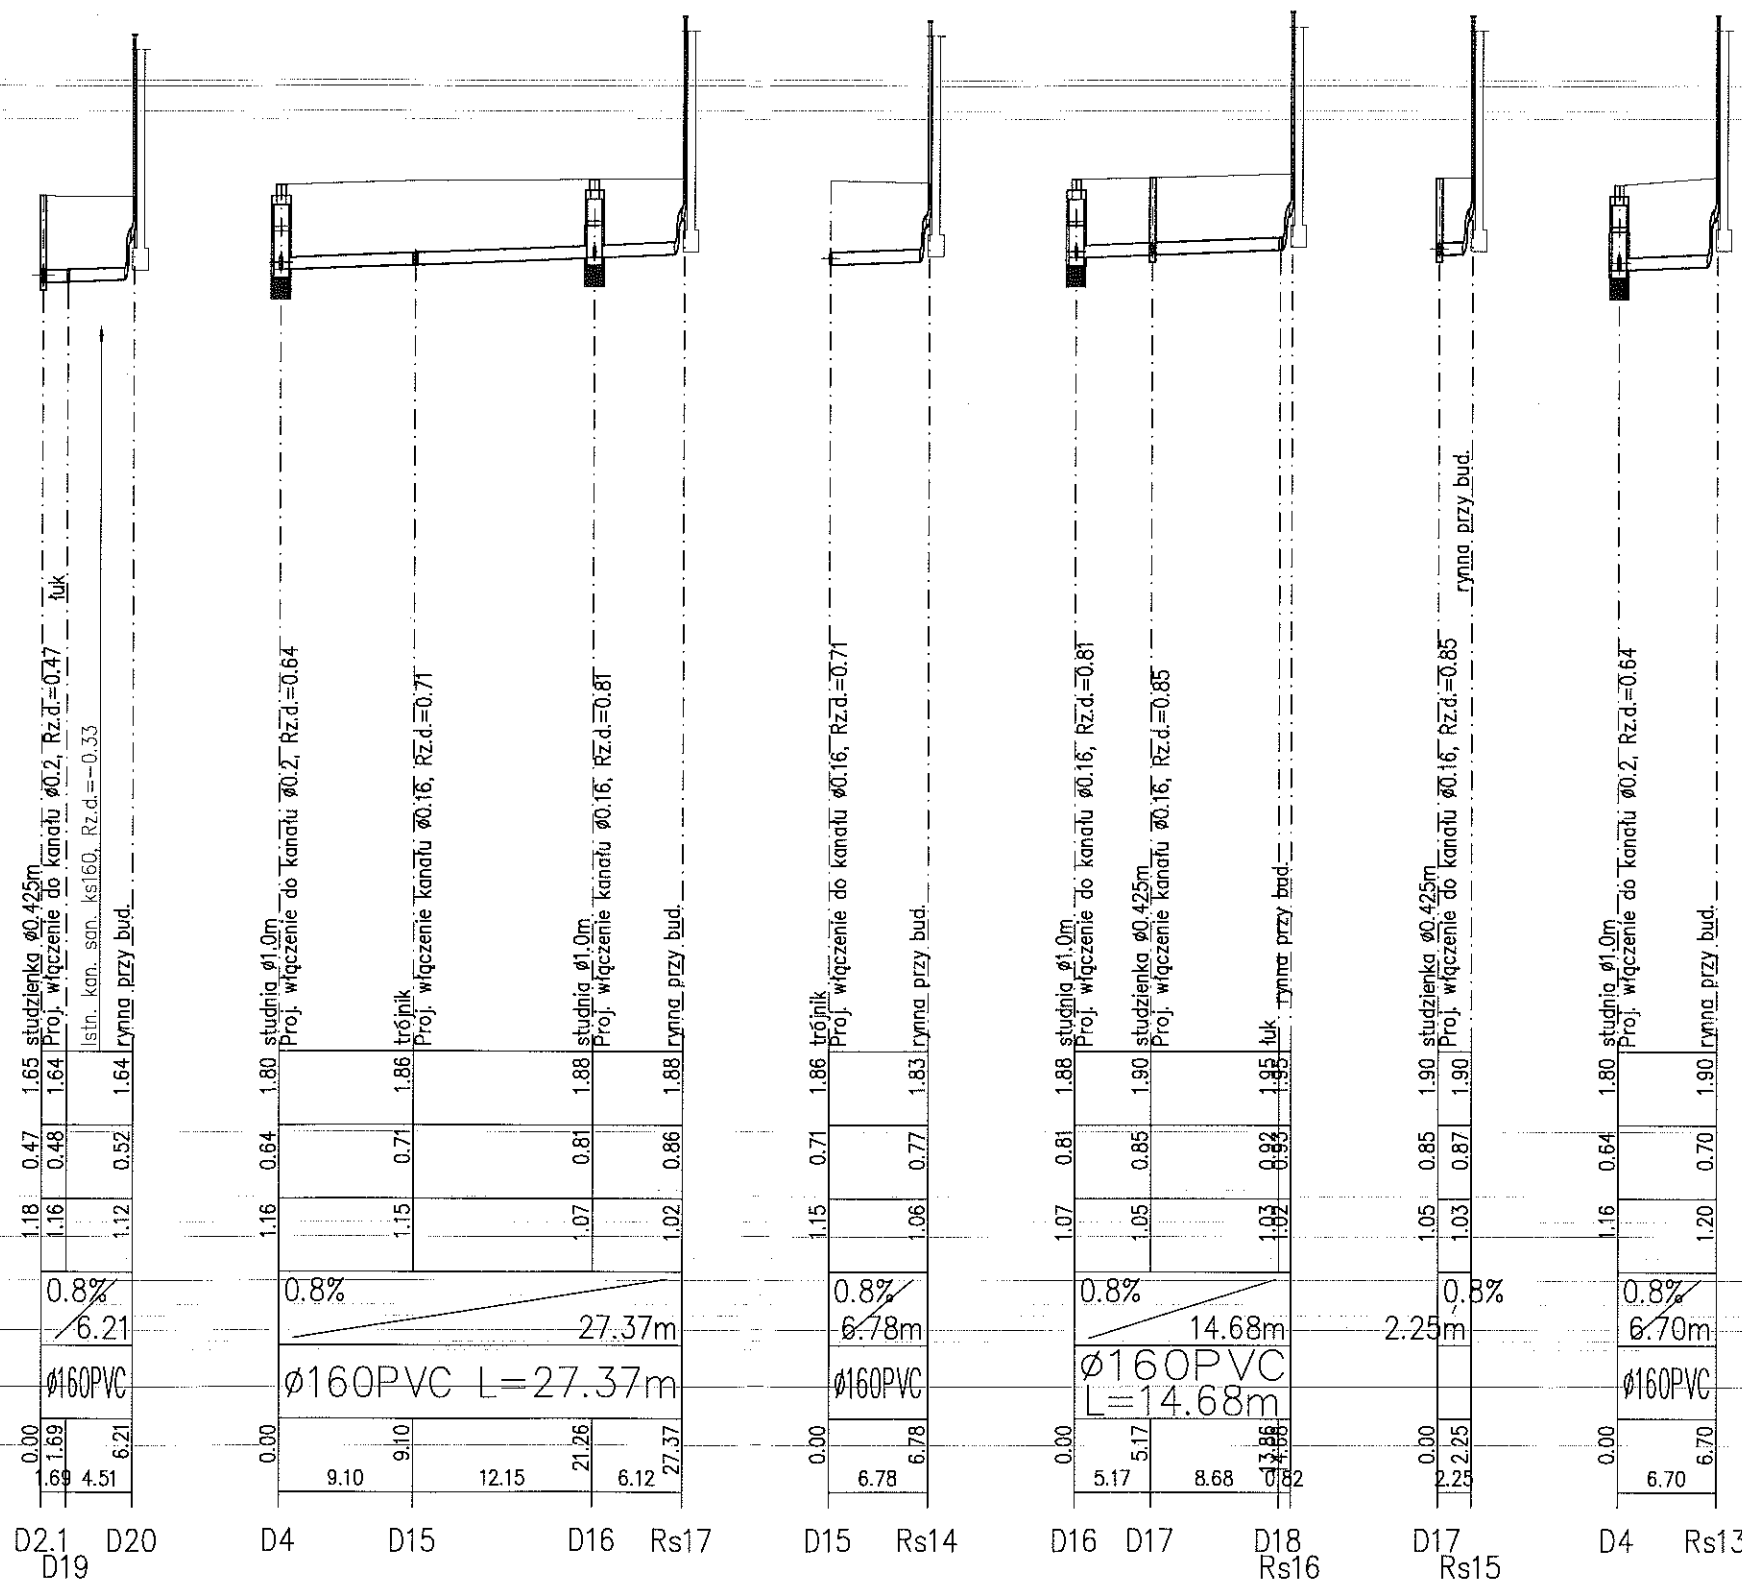 1.65 studzienka ø0.425m
Proj. włączenie do kanału ø0.2, Rz.d.=0.47
1.64 łuk
Istn. kan. san. ks160, Rz.d.=-0.33
1.64 rynna przy bud.
0.47 0.48 0.52
1.18 1.16 1.12
0.8%
6.21
ø160PVC
0.00 1.69 6.21
1.69 4.51
D2.1 D20
D19
1.80 studnia ø1.0m
Proj. włączenie do kanału ø0.2, Rz.d.=0.64
1.86 trójnik
Proj. włączenie kanału ø0.16, Rz.d.=0.71
1.88 studnia ø1.0m
Proj. włączenie kanału ø0.16, Rz.d.=0.81
1.88 rynna przy bud.
0.64 0.71 0.81 0.86
1.16 1.15 1.07 1.02
0.8%
27.37m
ø160PVC L=27.37m
0.00 9.10 21.26 27.37
9.10 12.15 6.12
D4 D15 D16 Rs17
1.86 trójnik
Proj. włączenie do kanału ø0.16, Rz.d.=0.71
1.83 rynna przy bud.
0.71 0.77
1.15 1.06
0.8%
6.78m
ø160PVC
0.00 6.78
6.78
D15 Rs14
1.88 studnia ø1.0m
Proj. włączenie do kanału ø0.16, Rz.d.=0.81
1.90 studzienka ø0.425m
Proj. włączenie kanału ø0.16, Rz.d.=0.85
1.95 łuk
1.95 rynna przy bud.
0.81 0.85 0.92 0.93
1.07 1.05 1.03 1.02
0.8%
14.68m
ø160PVC
L=14.68m
0.00 5.17 13.86 14.68
5.17 8.68 0.82
D16 D17 D18
Rs16
1.90 studzienka ø0.425m
Proj. włączenie do kanału ø0.16, Rz.d.=0.85
1.90
rynna przy bud.
0.85 0.87
1.05 1.03
0.8%
2.25m
0.00 2.25
2.25
D17
Rs15
1.80 studnia ø1.0m
Proj. włączenie do kanału ø0.2, Rz.d.=0.64
1.90 rynna przy bud.
0.64 0.70
1.16 1.20
0.8%
6.70m
ø160PVC
0.00 6.70
6.70
D4 Rs13